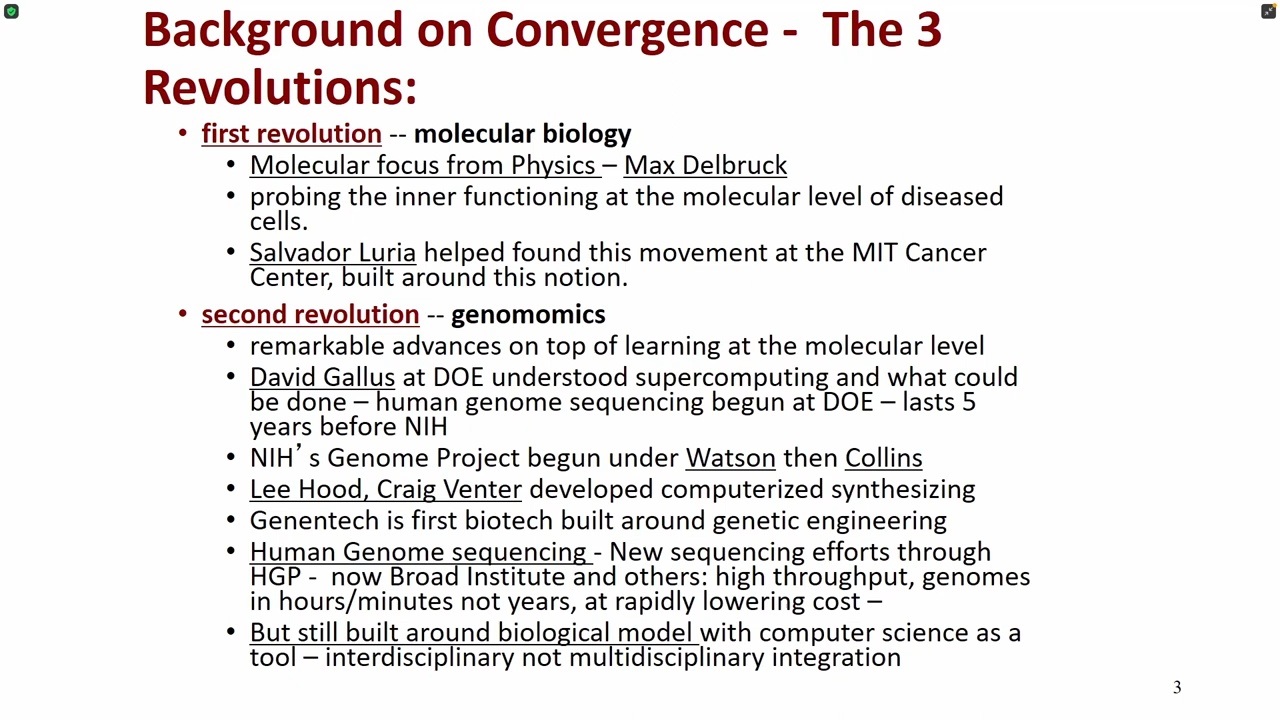 Background on Convergence - The 3
Revolutions:
• first revolution -- molecular biology
• Molecular focus from Physics – Max Delbruck
• probing the inner functioning at the molecular level of diseased
cells.
• Salvador Luria helped found this movement at the MIT Cancer
Center, built around this notion.
• second revolution -- genomomics
• remarkable advances on top of learning at the molecular level
• David Gallus at DOE understood supercomputing and what could
be done – human genome sequencing begun at DOE – lasts 5
years before NIH
• NIH’s Genome Project begun under Watson then Collins
• Lee Hood, Craig Venter developed computerized synthesizing
• Genentech is first biotech built around genetic engineering
• Human Genome sequencing - New sequencing efforts through
HGP - now Broad Institute and others: high throughput, genomes
in hours/minutes not years, at rapidly lowering cost –
• But still built around biological model with computer science as a
tool – interdisciplinary not multidisciplinary integration
3